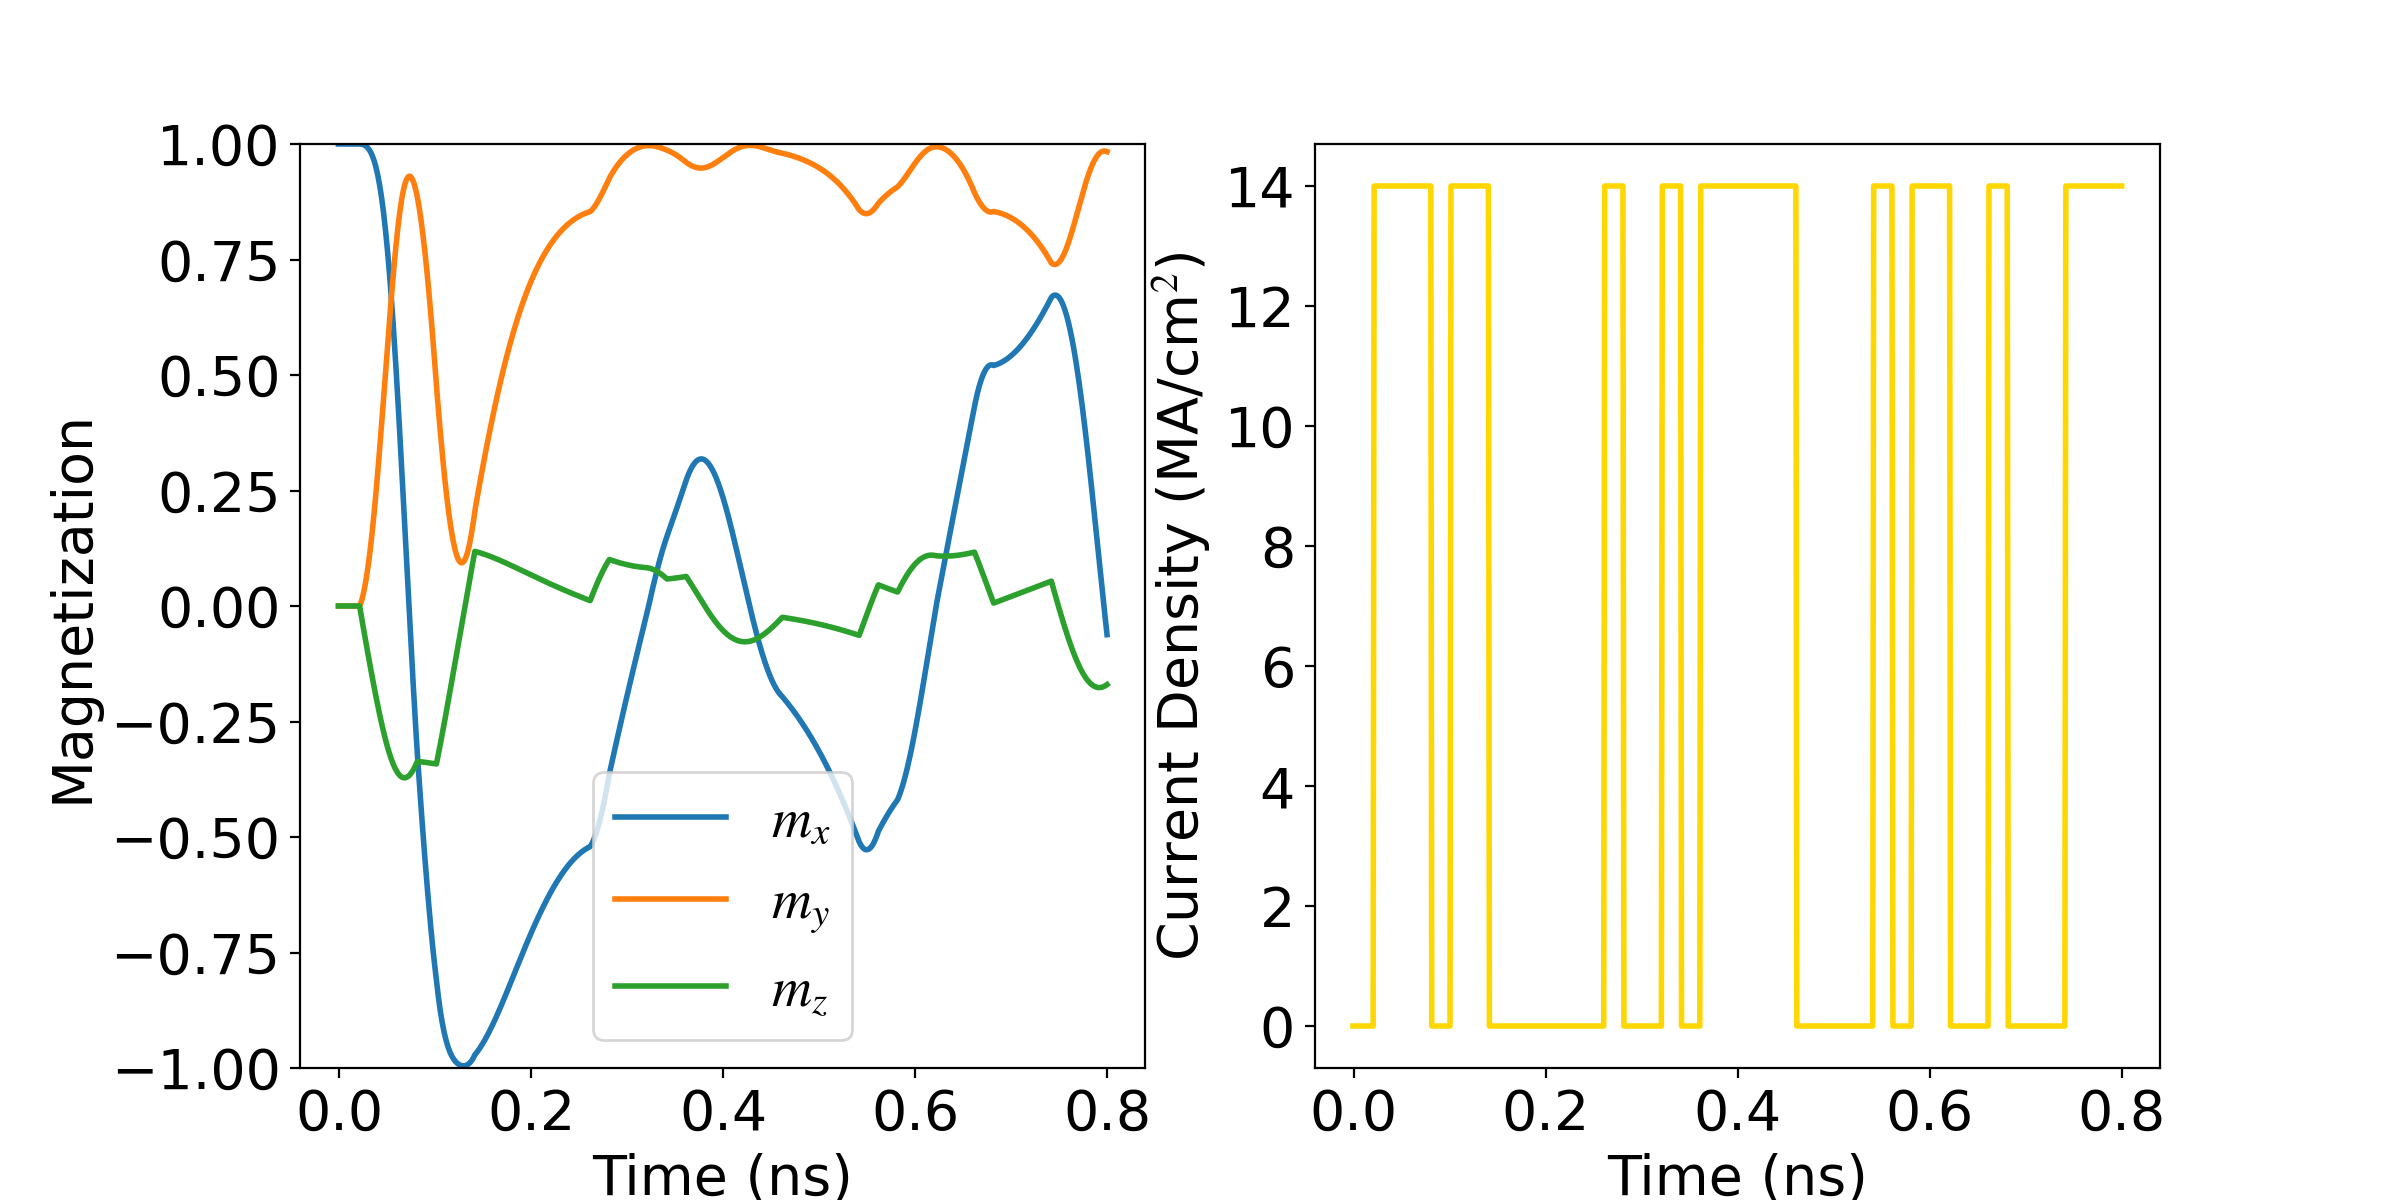 Magnetization
1.00
0.75
0.50
0.25
0.00
−0.25
−0.50
−0.75
−1.00
0.0 0.2 0.4 0.6 0.8
Time (ns)
m_x
m_y
m_z
Current Density (MA/cm²)
14
12
10
8
6
4
2
0
0.0 0.2 0.4 0.6 0.8
Time (ns)